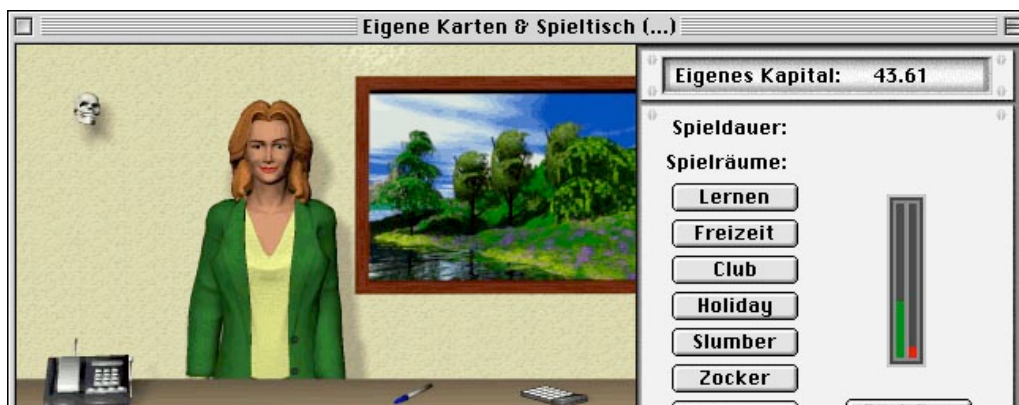 Eigene Karten & Spieltisch (...)
Eigenes Kapital: 43.61
Spieldauer:
Spielräume:
Lernen
Freizeit
Club
Holiday
Slumber
Zocker